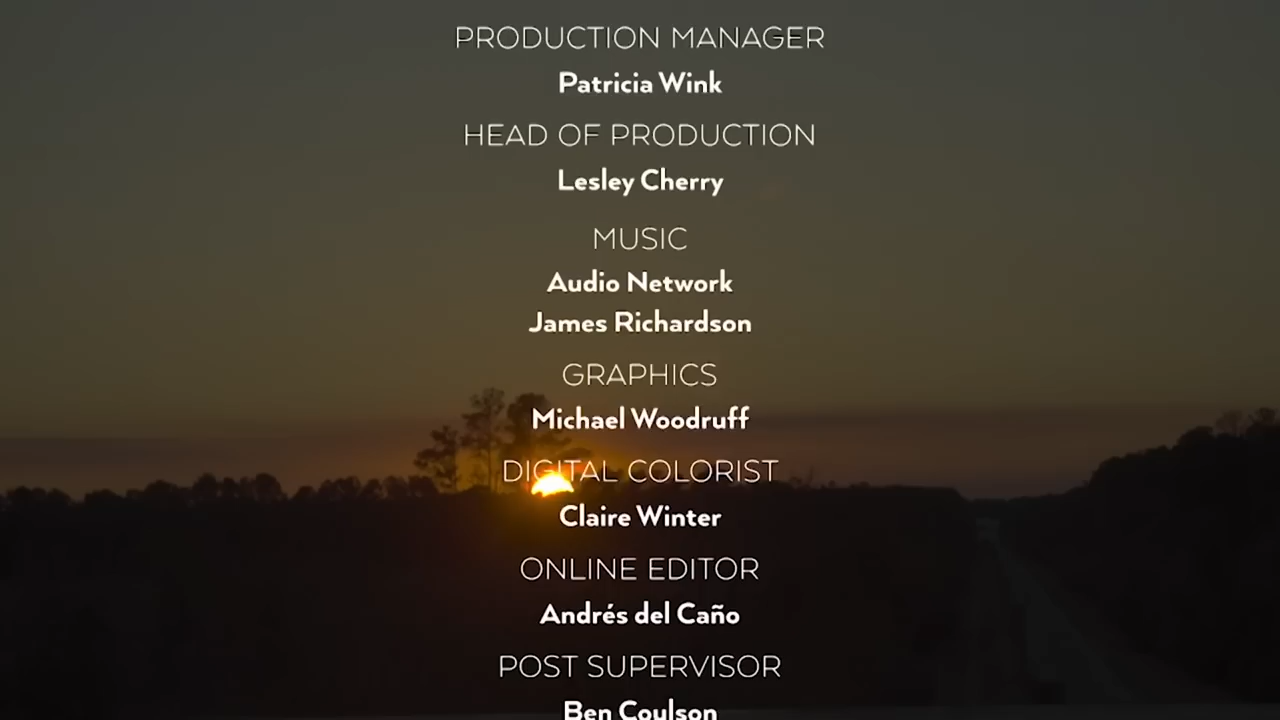 PRODUCTION MANAGER
Patricia Wink
HEAD OF PRODUCTION
Lesley Cherry
MUSIC
Audio Network
James Richardson
GRAPHICS
Michael Woodruff
DIGITAL COLORIST
Claire Winter
ONLINE EDITOR
Andrés del Caño
POST SUPERVISOR
Ben Coulson